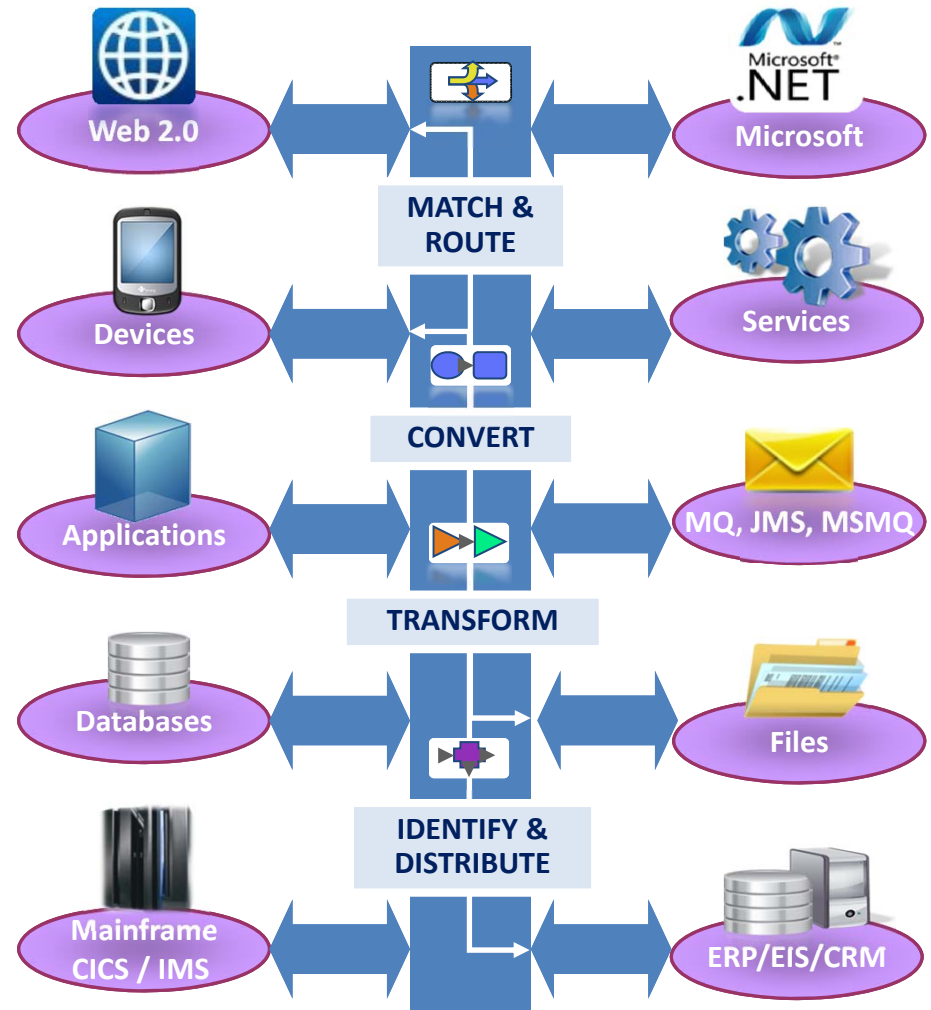 Microsoft®
.NET
Web 2.0
Microsoft
MATCH &
ROUTE
Devices
Services
CONVERT
Applications
MQ, JMS, MSMQ
TRANSFORM
Databases
Files
IDENTIFY &
DISTRIBUTE
Mainframe
CICS / IMS
ERP/EIS/CRM